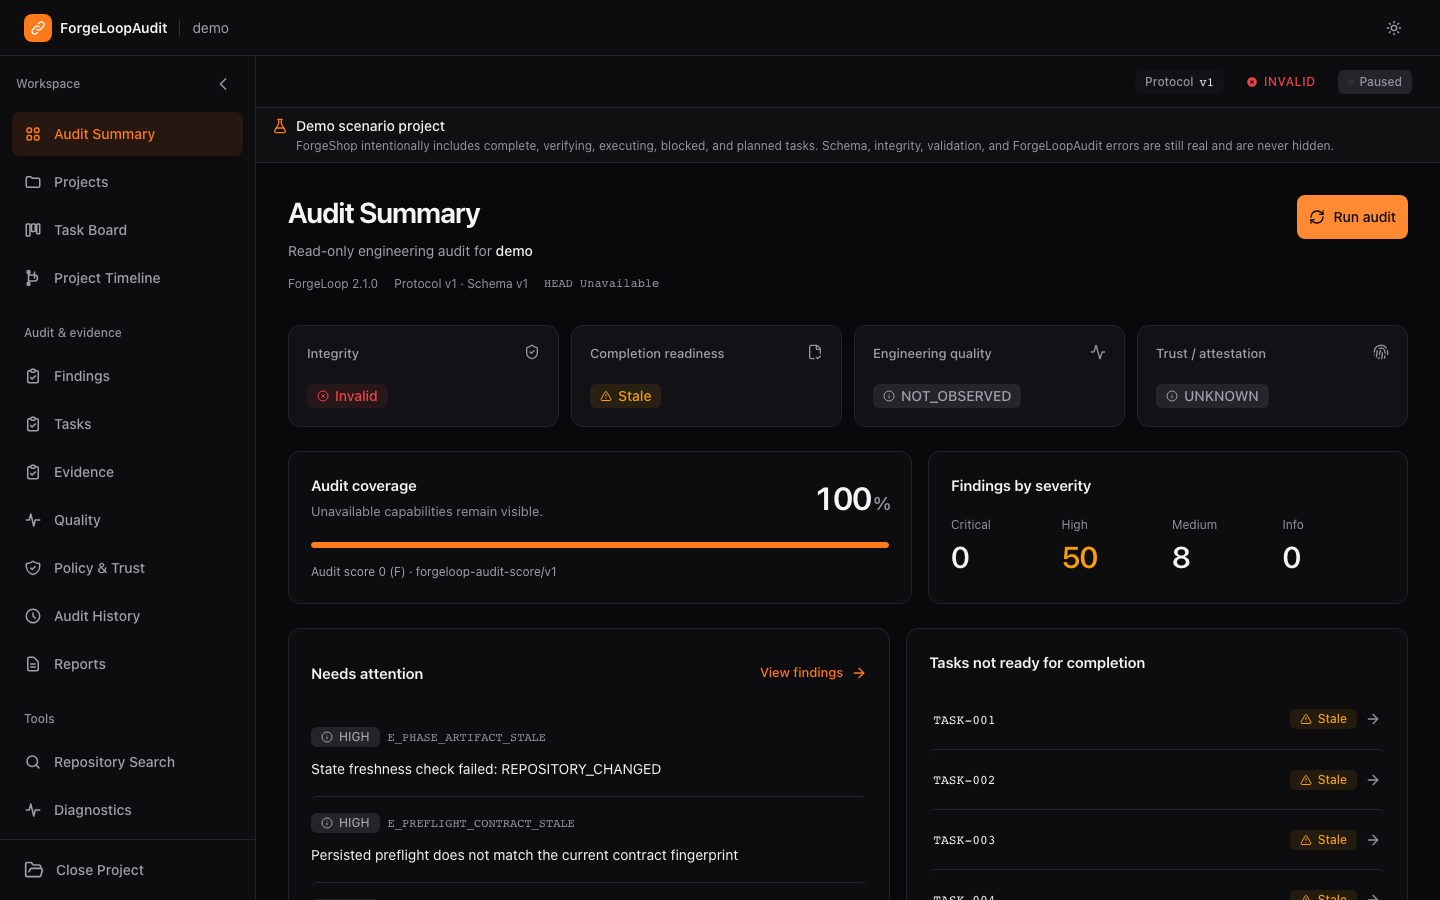 ForgeLoopAudit demo
Workspace
Audit Summary
Projects
Task Board
Project Timeline
Audit & evidence
Findings
Tasks
Evidence
Quality
Policy & Trust
Audit History
Reports
Tools
Repository Search
Diagnostics
Close Project
Protocol v1 INVALID Paused
Demo scenario project
ForgeShop intentionally includes complete, verifying, executing, blocked, and planned tasks. Schema, integrity, validation, and ForgeLoopAudit errors are still real and are never hidden.
Audit Summary
Run audit
Read-only engineering audit for demo
ForgeLoop 2.1.0 Protocol v1 · Schema v1 HEAD Unavailable
Integrity
Invalid
Completion readiness
Stale
Engineering quality
NOT_OBSERVED
Trust / attestation
UNKNOWN
Audit coverage
Unavailable capabilities remain visible.
100%
Audit score 0 (F) · forgeloop-audit-score/v1
Findings by severity
Critical High Medium Info
0 50 8 0
Needs attention
View findings
HIGH E_PHASE_ARTIFACT_STALE
State freshness check failed: REPOSITORY_CHANGED
HIGH E_PREFLIGHT_CONTRACT_STALE
Persisted preflight does not match the current contract fingerprint
Tasks not ready for completion
TASK-001 Stale
TASK-002 Stale
TASK-003 Stale
TASK-004 Stale